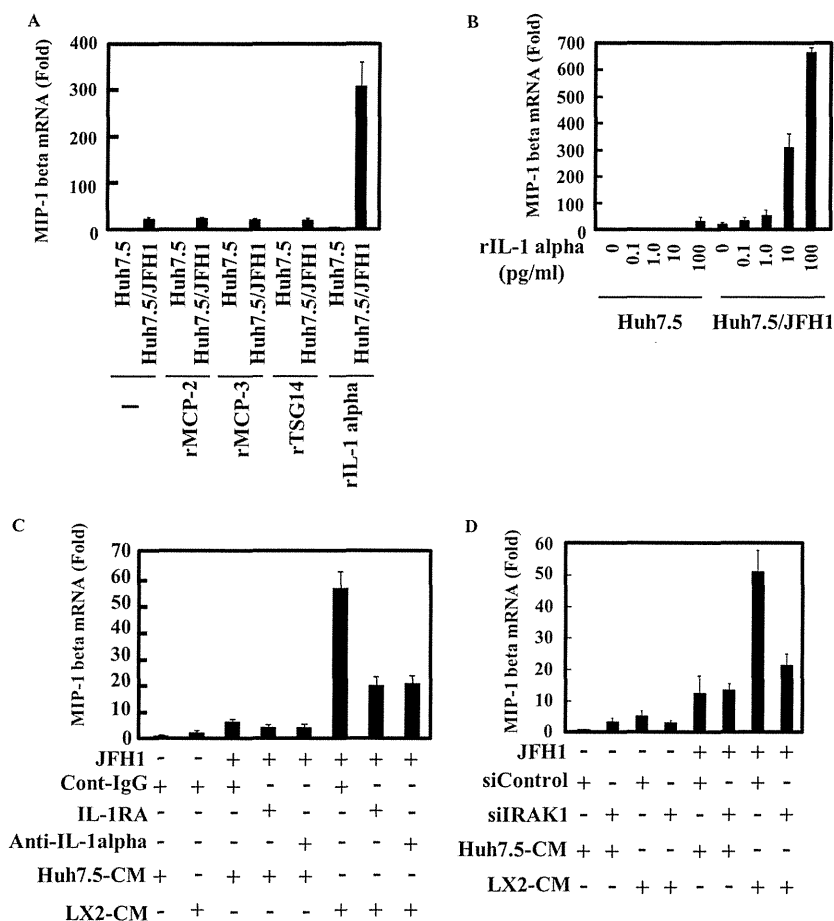 A
MIP-1 beta mRNA (Fold)
400
300
200
100
0
Huh7.5
Huh7.5/JFH1
Huh7.5
Huh7.5/JFH1
Huh7.5
Huh7.5/JFH1
Huh7.5
Huh7.5/JFH1
Huh7.5
Huh7.5/JFH1
—
rMCP-2
rMCP-3
rTSG14
rIL-1 alpha
B
MIP-1 beta mRNA (Fold)
700
600
500
400
300
200
100
0
rIL-1 alpha
(pg/ml)
0 0.1 1.0 10 100 0 0.1 1.0 10 100
Huh7.5 Huh7.5/JFH1
C
MIP-1 beta mRNA (Fold)
70
60
50
40
30
20
10
0
JFH1 - - + + + + + +
Cont-IgG + + + - - + - -
IL-1RA - - - + - - + -
Anti-IL-1alpha - - - - + - - +
Huh7.5-CM + - + + + - - -
LX2-CM - + - - - + + +
D
MIP-1 beta mRNA (Fold)
60
50
40
30
20
10
0
JFH1 - - - - + + + +
siControl + - + - + - + -
siIRAK1 - + - + - + - +
Huh7.5-CM + + - - + + - -
LX2-CM - - + + - - + +